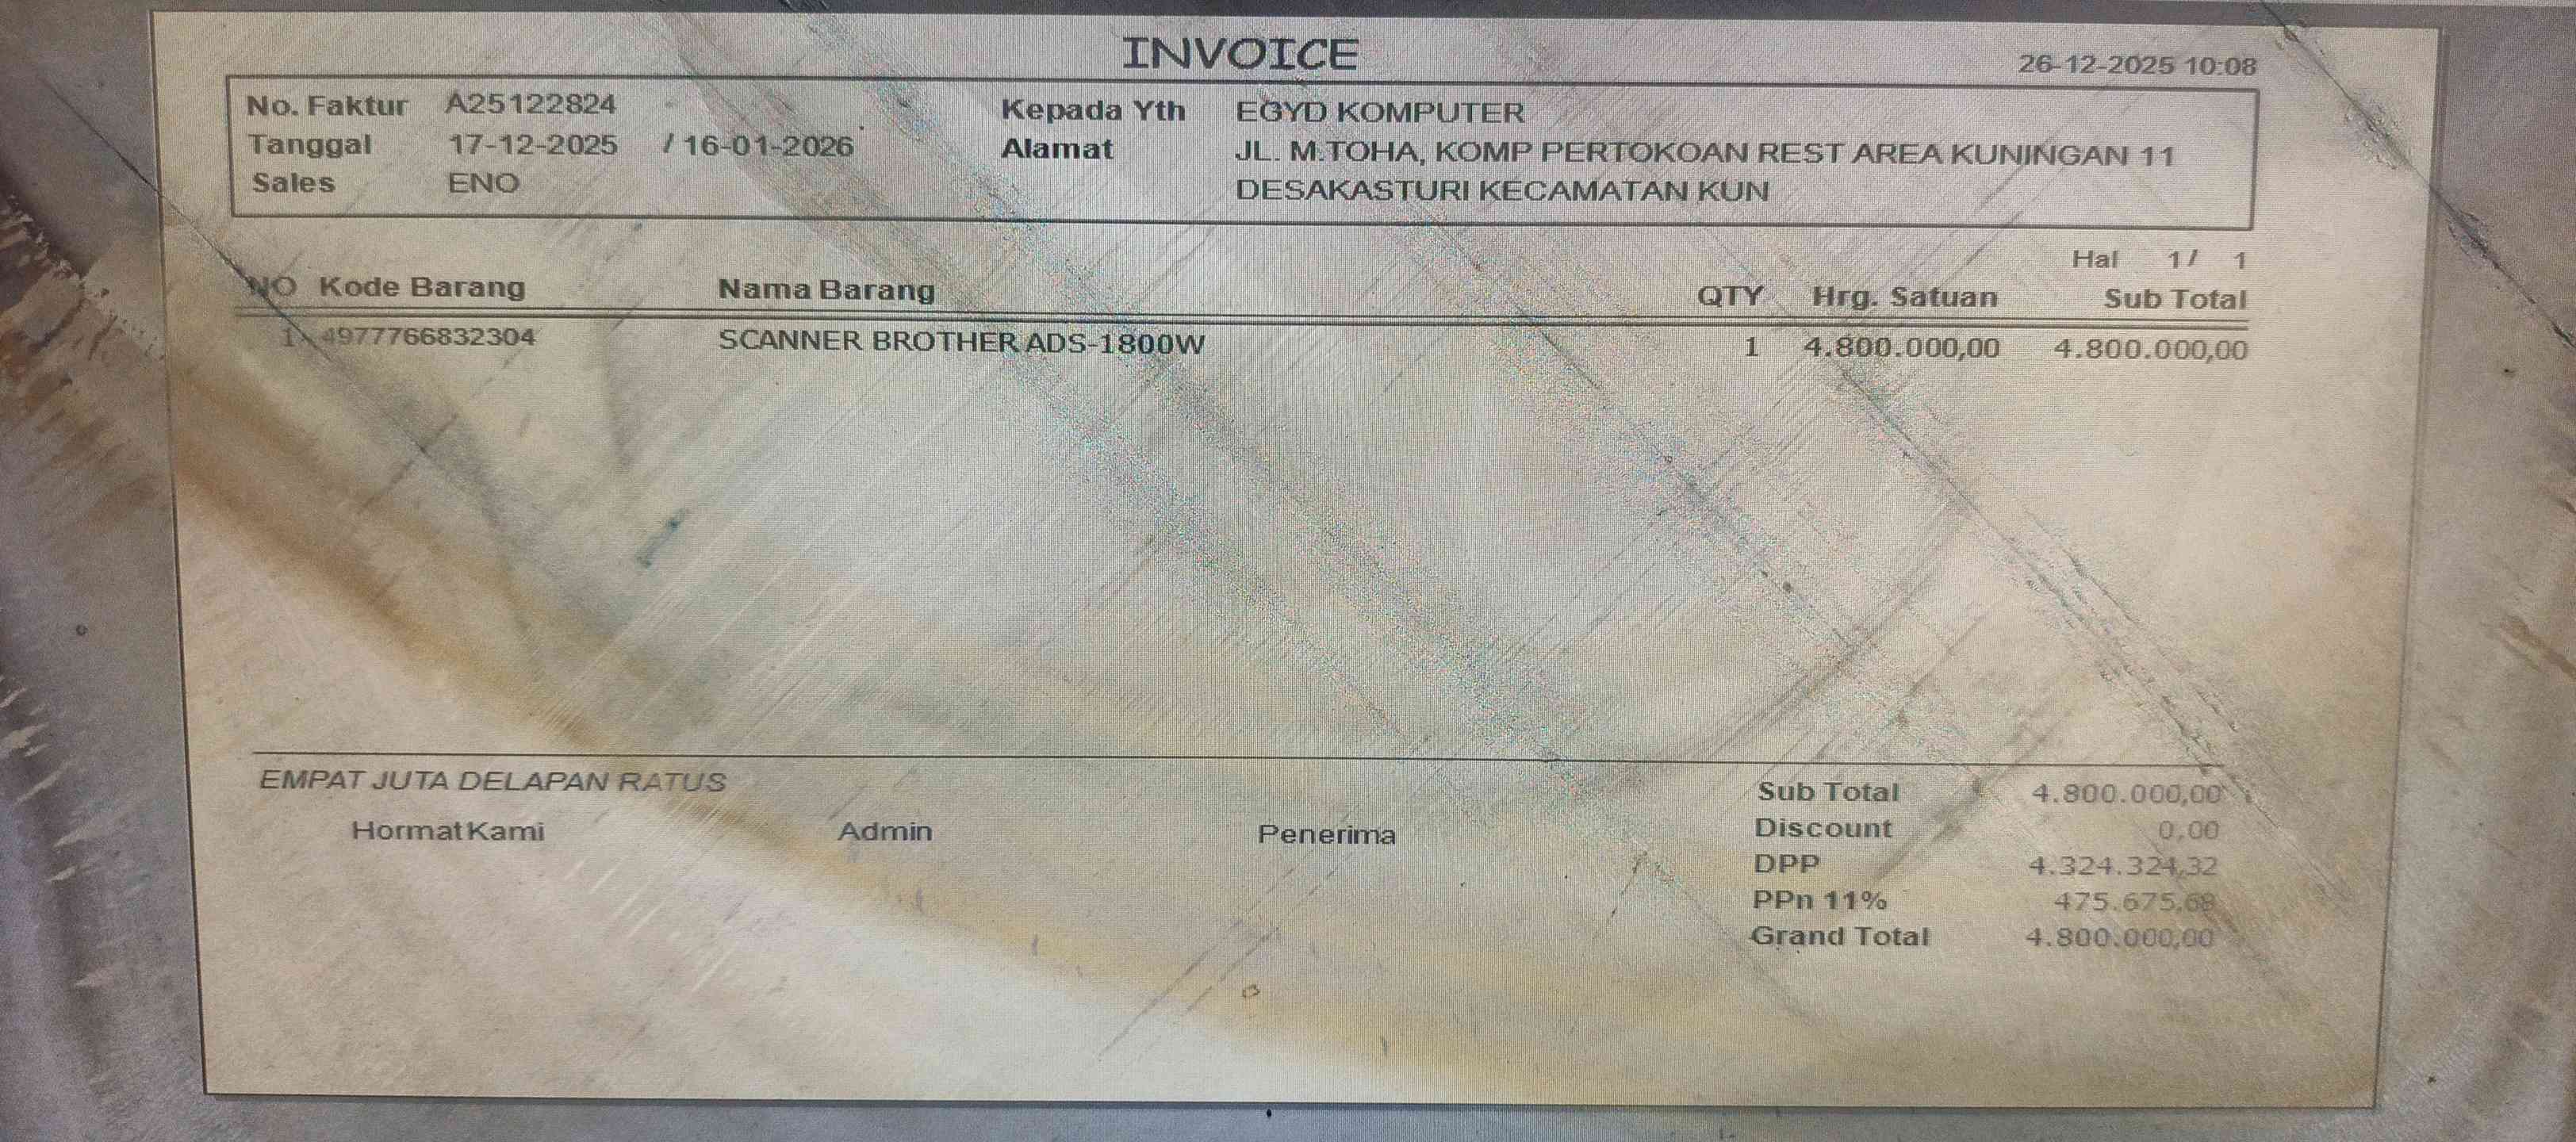 INVOICE
26-12-2025 10:08
No. Faktur A25122824
Tanggal 17-12-2025 / 16-01-2026
Sales ENO
Kepada Yth EGYD KOMPUTER
Alamat JL. M.TOHA, KOMP PERTOKOAN REST AREA KUNINGAN 11
DESAKASTURI KECAMATAN KUN
Hal 1 / 1
NO Kode Barang Nama Barang QTY Hrg. Satuan Sub Total
1 4977766832304 SCANNER BROTHER ADS-1800W 1 4.800.000,00 4.800.000,00
EMPAT JUTA DELAPAN RATUS
Hormat Kami Admin Penerima
Sub Total 4.800.000,00
Discount 0.00
DPP 4.324.324,32
PPn 11% 475.675,68
Grand Total 4.800.000,00